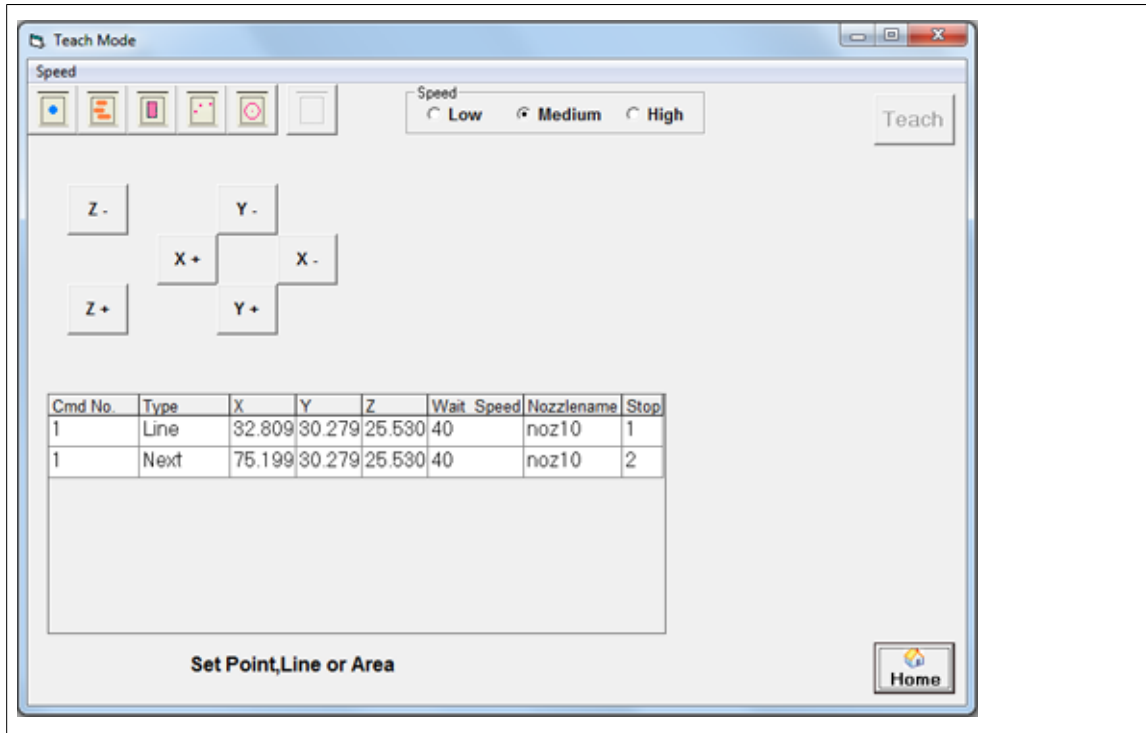 Teach Mode
Speed
Speed
Low Medium High
Teach
Z - Y -
X + X -
Z + Y +
Cmd No. Type X Y Z Wait Speed Nozzlename Stop
1 Line 32.809 30.279 25.530 40 noz10 1
1 Next 75.199 30.279 25.530 40 noz10 2
Set Point,Line or Area
Home